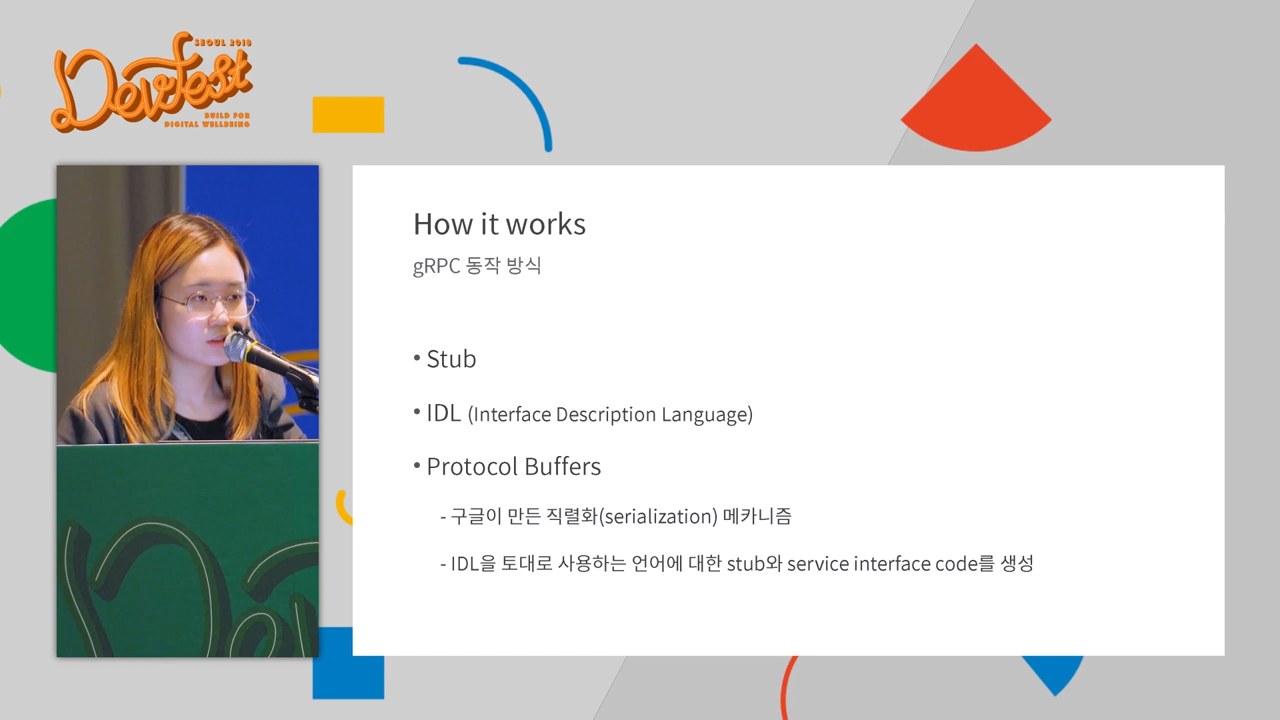 SEOUL 2018
DevFest
BUILD FOR
DIGITAL WELLBEING
How it works
gRPC 동작 방식
• Stub
• IDL (Interface Description Language)
• Protocol Buffers
- 구글이 만든 직렬화(serialization) 메카니즘
- IDL을 토대로 사용하는 언어에 대한 stub와 service interface code를 생성
Dev